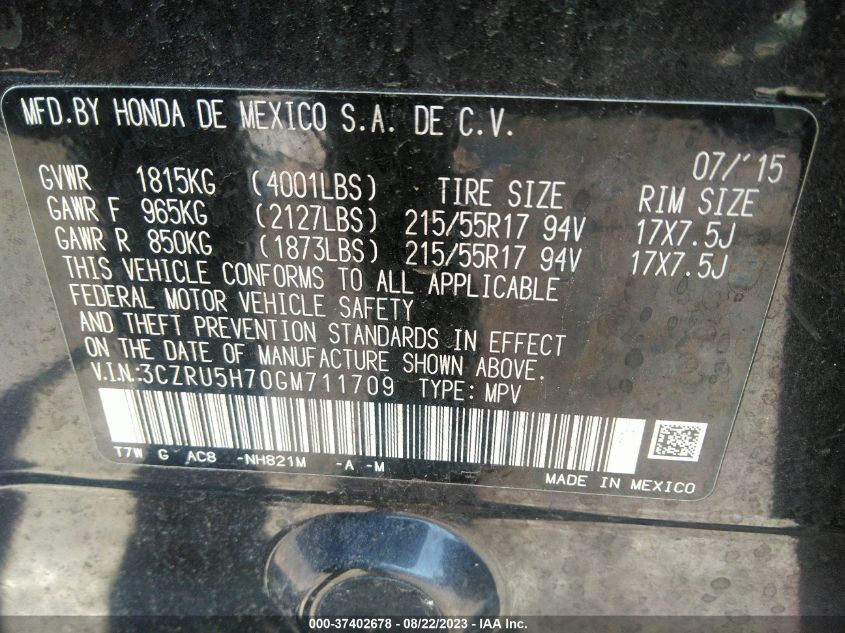 MFD.BY HONDA DE MEXICO S.A. DE C.V.
07/'15
GVWR 1815KG (4001LBS) TIRE SIZE RIM SIZE
GAWR F 965KG (2127LBS) 215/55R17 94V 17X7.5J
GAWR R 850KG (1873LBS) 215/55R17 94V 17X7.5J
THIS VEHICLE CONFORMS TO ALL APPLICABLE
FEDERAL MOTOR VEHICLE SAFETY
AND THEFT PREVENTION STANDARDS IN EFFECT
ON THE DATE OF MANUFACTURE SHOWN ABOVE.
V.I.N.:3CZRU5H70GM711709 TYPE: MPV
T7W G AC8 -NH821M -A -M
MADE IN MEXICO
000-37402678 - 08/22/2023 - IAA Inc.